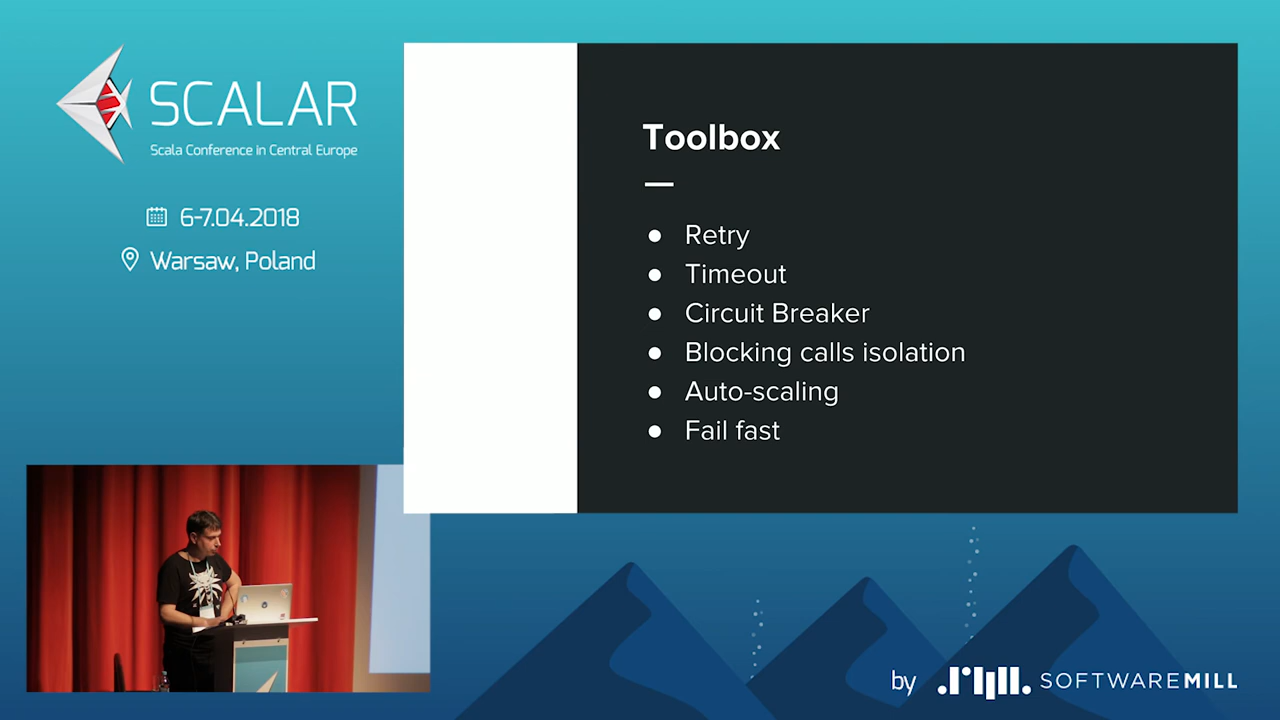 SCALAR
Scala Conference in Central Europe
6-7.04.2018
Warsaw, Poland
Toolbox
● Retry
● Timeout
● Circuit Breaker
● Blocking calls isolation
● Auto-scaling
● Fail fast
by SOFTWAREMILL